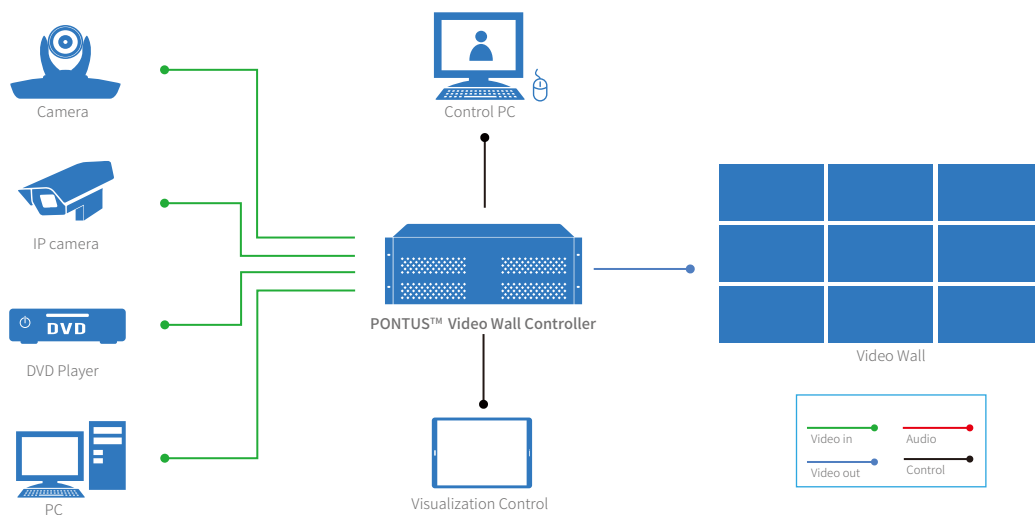 Camera
Control PC
IP camera
DVD
DVD Player
PC
PONTUS™ Video Wall Controller
Visualization Control
Video Wall
Video in
Audio
Video out
Control